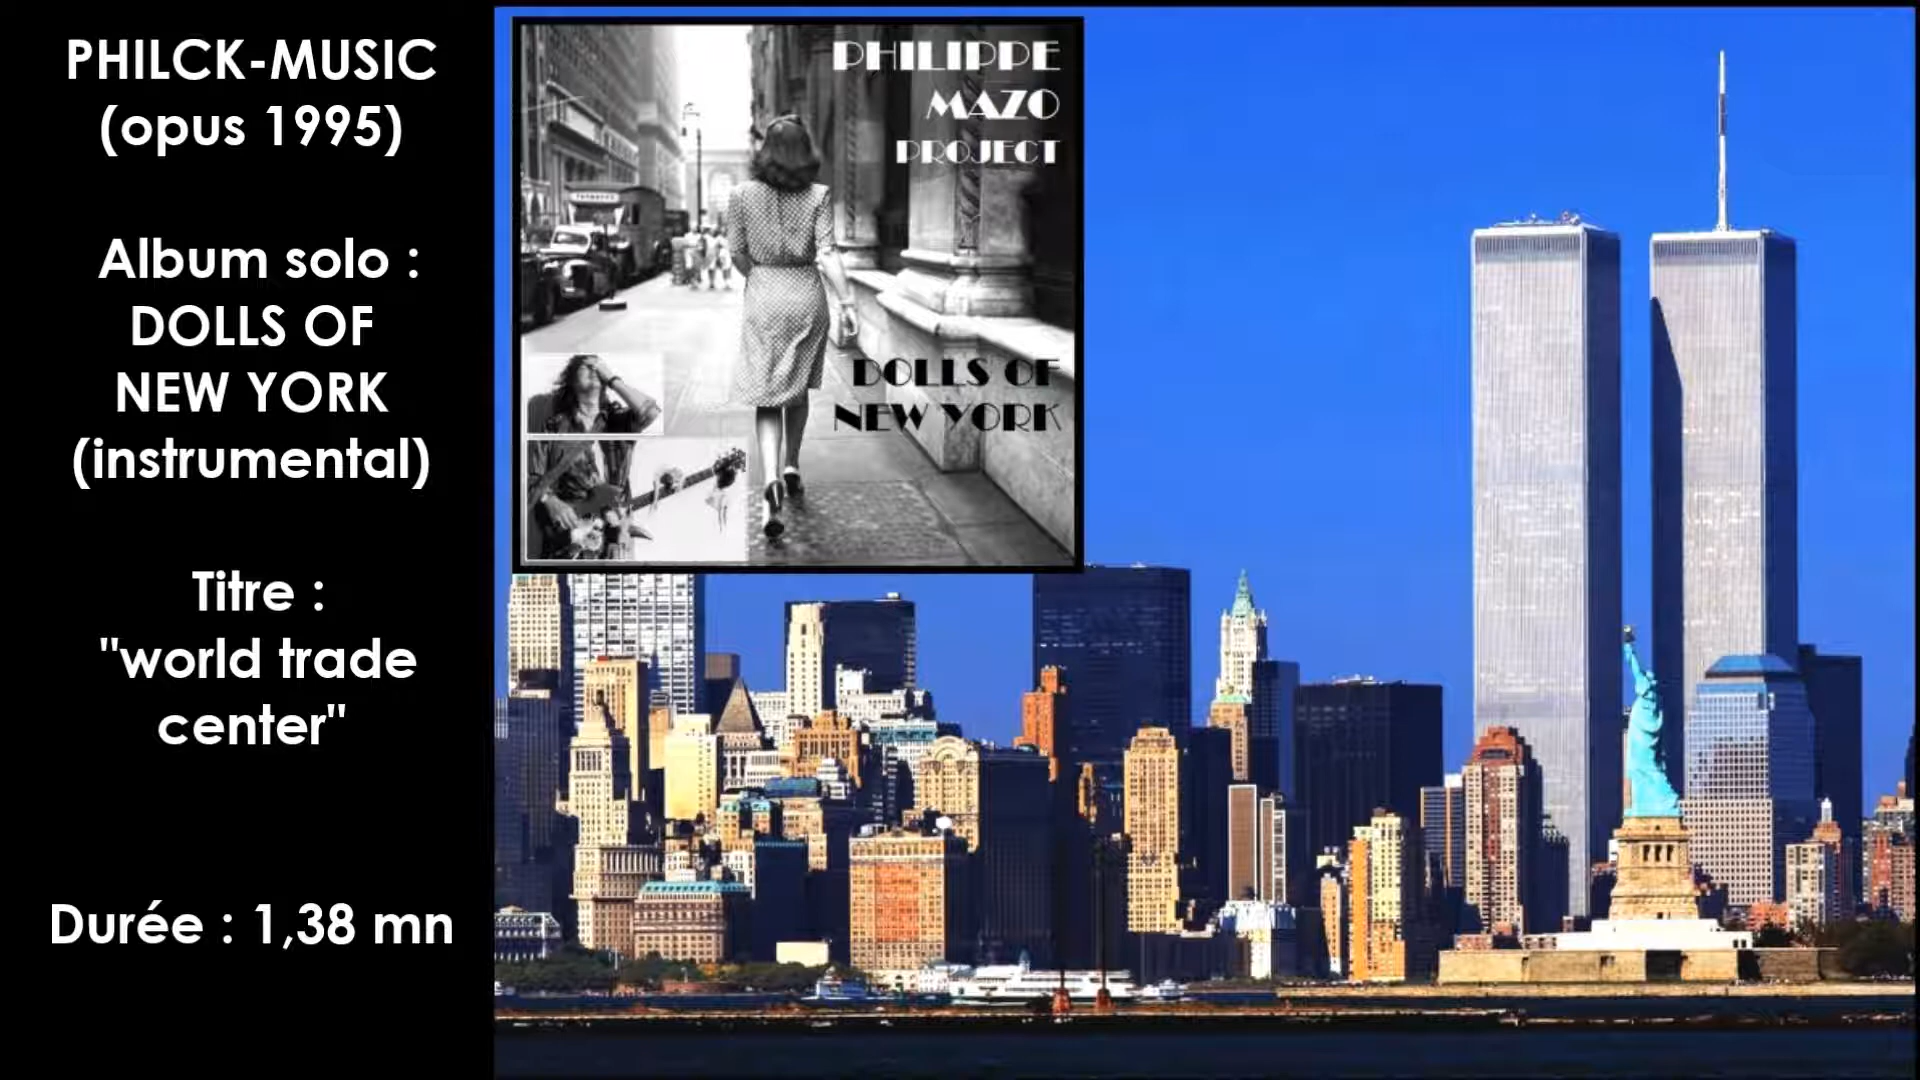 PHILCK-MUSIC
(opus 1995)
Album solo :
DOLLS OF
NEW YORK
(instrumental)
Titre :
"world trade
center"
Durée : 1,38 mn
PHILIPPE
MAZO
PROJECT
DOLLS OF
NEW YORK